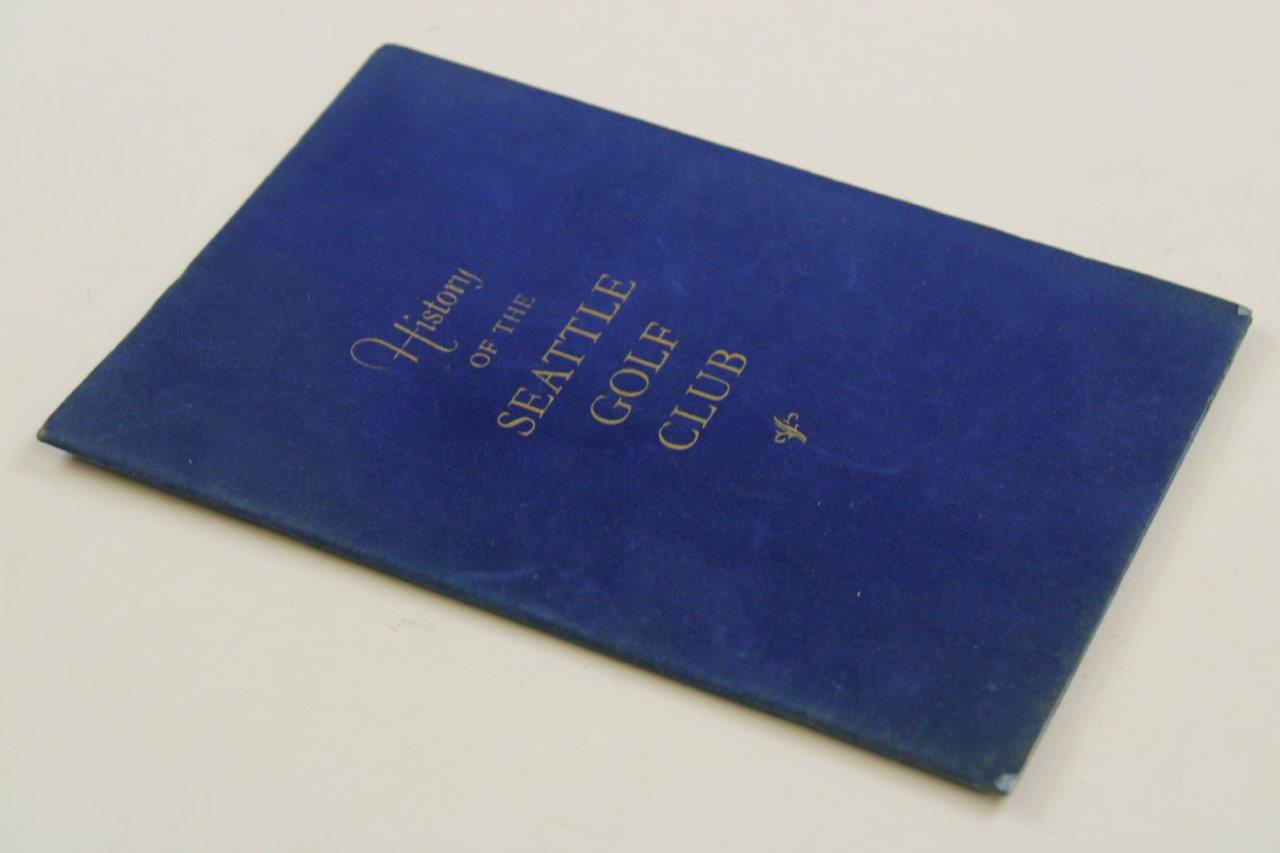 History
OF THE
SEATTLE
GOLF
CLUB